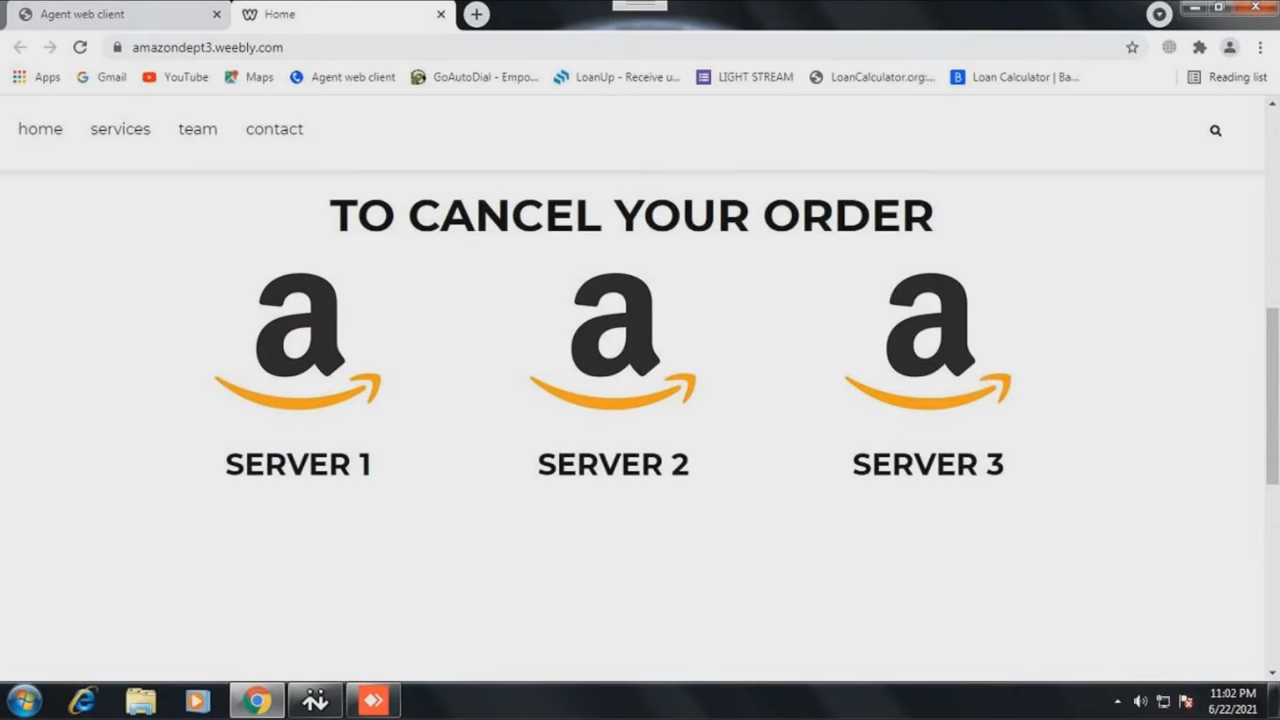 Agent web client
Home
amazondept3.weebly.com
Apps Gmail YouTube Maps Agent web client GoAutoDial - Empo... LoanUp - Receive u... LIGHT STREAM LoanCalculator.org:... Loan Calculator | Ba... Reading list
home services team contact
TO CANCEL YOUR ORDER
a a a
SERVER 1 SERVER 2 SERVER 3
11:02 PM
6/22/2021